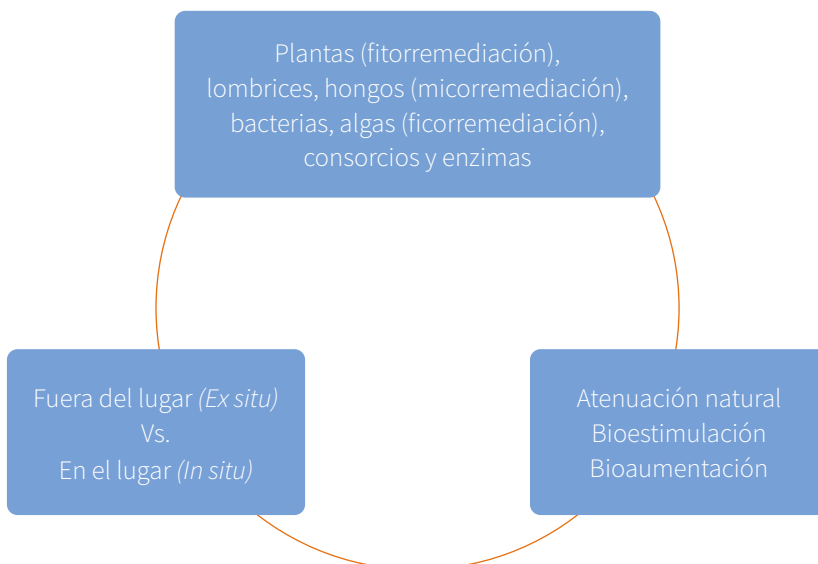 Plantas (fitorremediación),
lombrices, hongos (micorremediación),
bacterias, algas (ficorremediación),
consorcios y enzimas
Fuera del lugar (Ex situ)
Vs.
En el lugar (In situ)
Atenuación natural
Bioestimulación
Bioaumentación